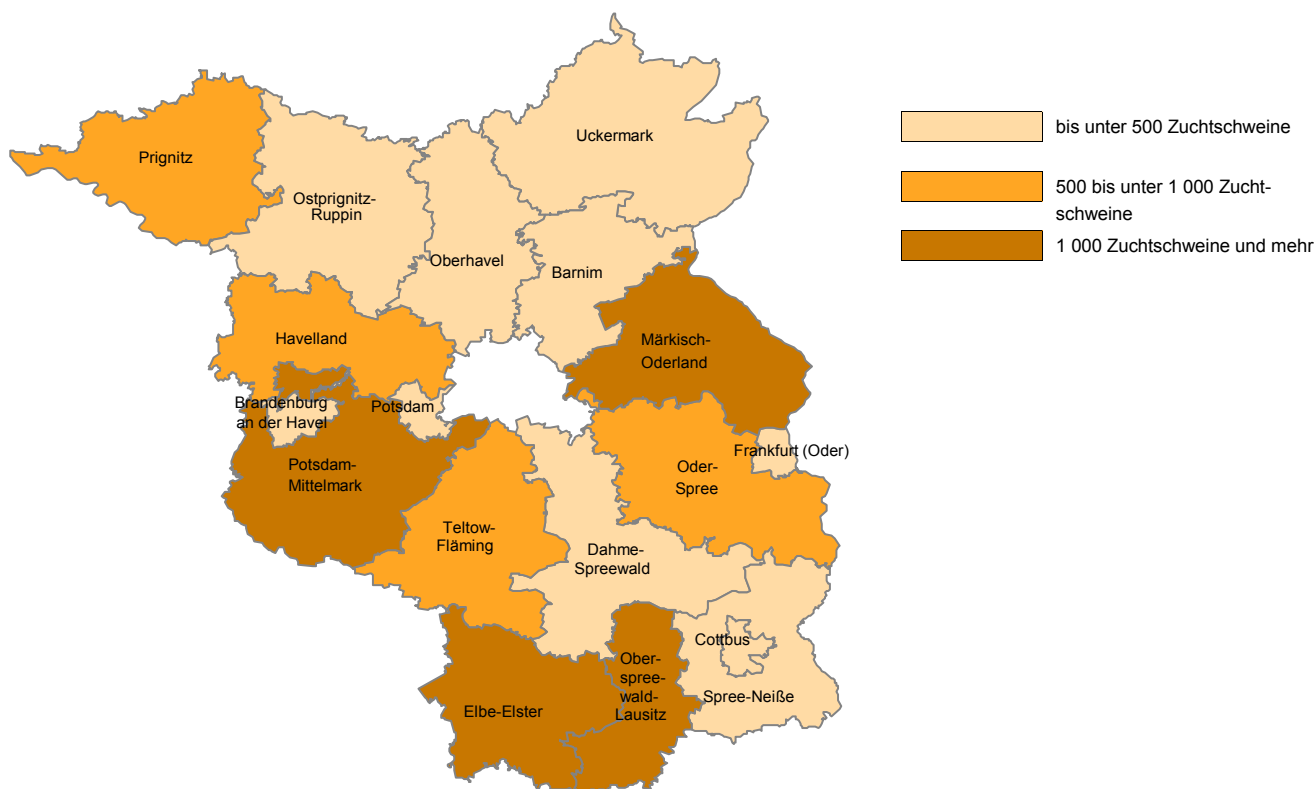 Uckermark
Prignitz
Ostprignitz-
Ruppin
Oberhavel
Barnim
Havelland
Märkisch-
Oderland
Brandenburg
an der Havel
Potsdam
Frankfurt (Oder)
Potsdam-
Mittelmark
Oder-
Spree
Teltow-
Fläming
Dahme-
Spreewald
Cottbus
Ober-
spree-
wald-
Lausitz
Spree-Neiße
Elbe-Elster
bis unter 500 Zuchtschweine
500 bis unter 1 000 Zucht-
schweine
1 000 Zuchtschweine und mehr